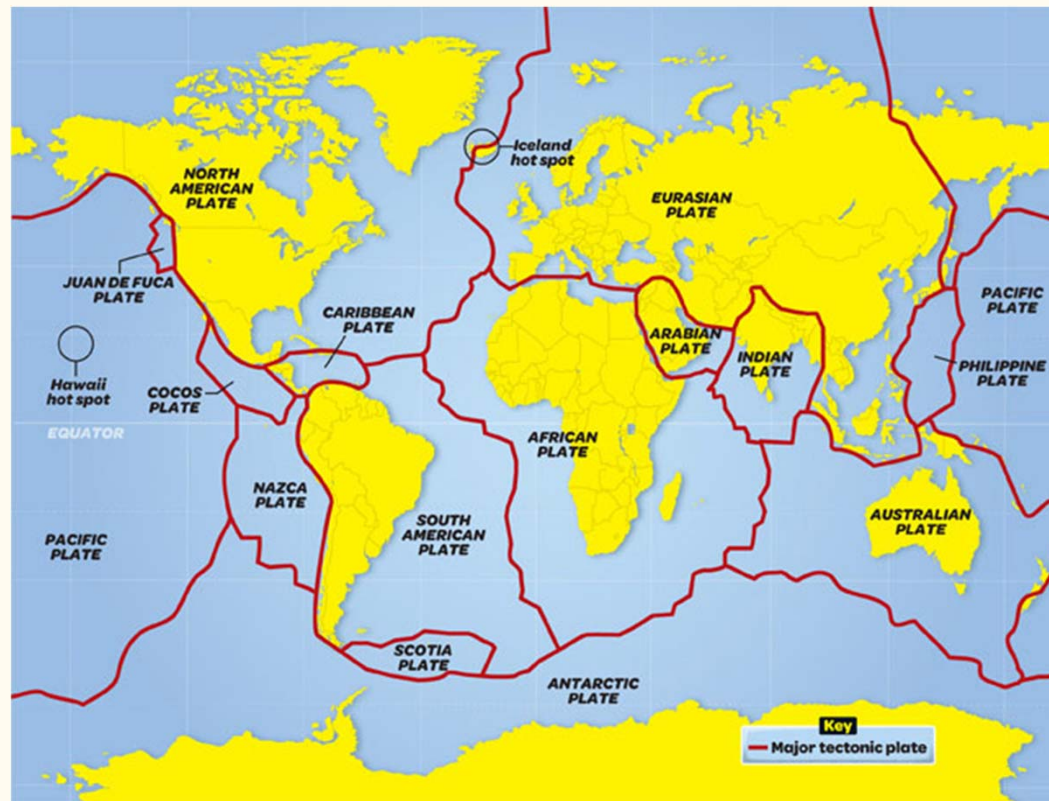 Iceland
hot spot
NORTH
AMERICAN
PLATE
EURASIAN
PLATE
JUAN DE FUCA
PLATE
CARIBBEAN
PLATE
PACIFIC
PLATE
ARABIAN
PLATE
INDIAN
PLATE
PHILIPPINE
PLATE
Hawaii
hot spot
COCOS
PLATE
EQUATOR
AFRICAN
PLATE
NAZCA
PLATE
SOUTH
AMERICAN
PLATE
AUSTRALIAN
PLATE
PACIFIC
PLATE
SCOTIA
PLATE
ANTARCTIC
PLATE
Key
Major tectonic plate